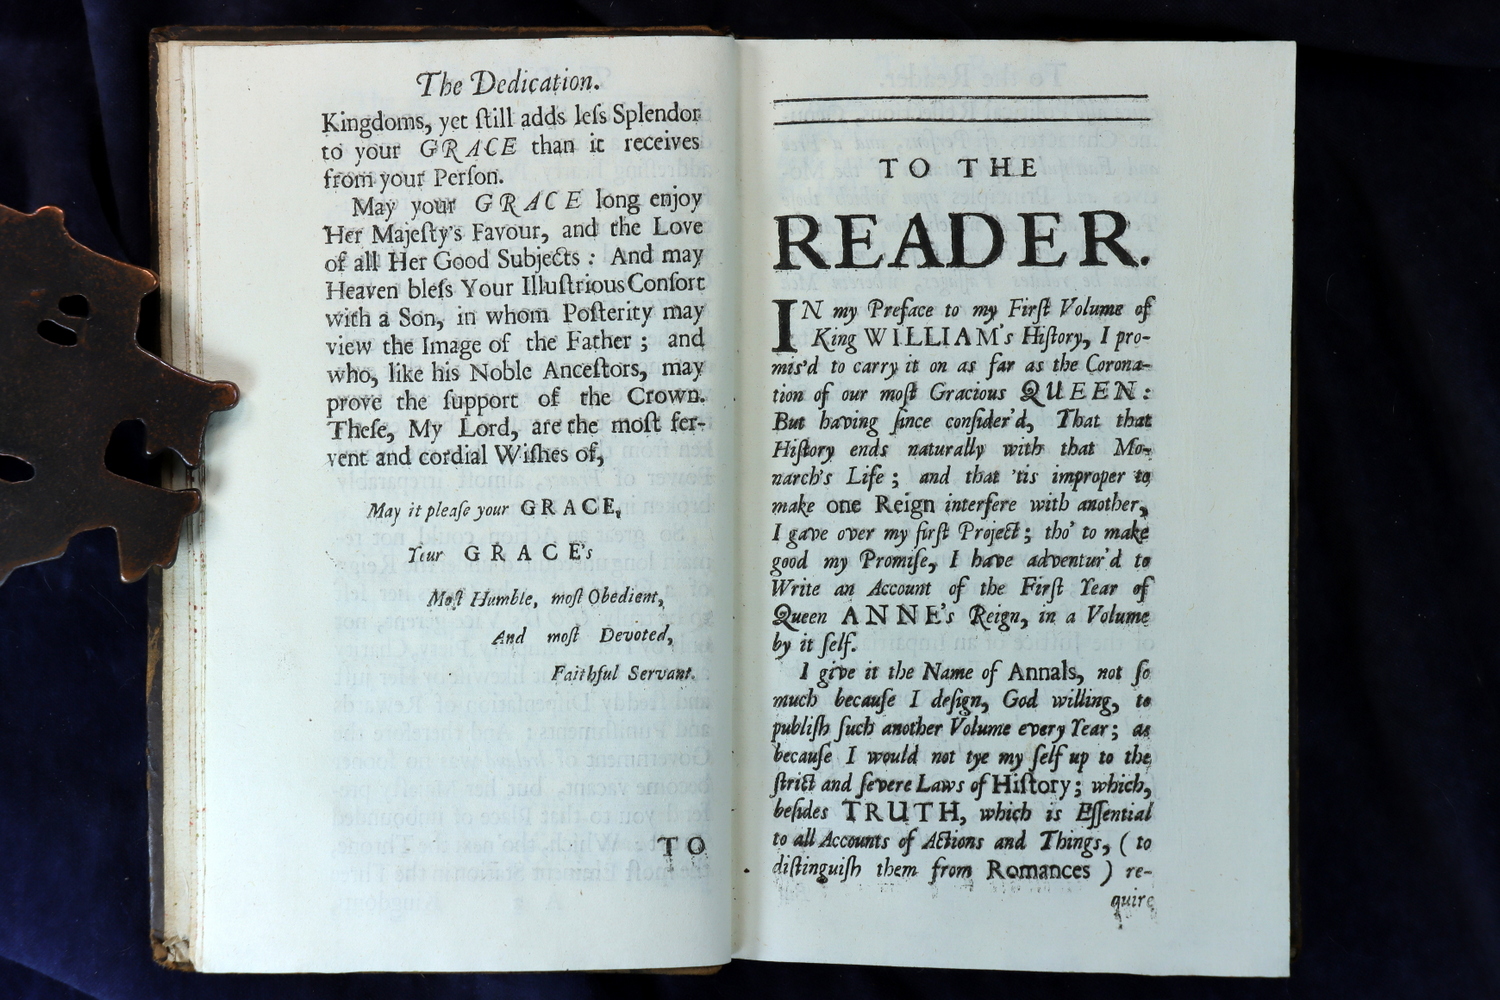 The Dedication.
Kingdoms, yet ſtill adds leſs Splendor
to your GRACE than it receives
from your Perſon.
May your GRACE long enjoy
Her Majeſty's Favour, and the Love
of all Her Good Subjects : And may
Heaven bleſs Your Illuſtrious Conſort
with a Son, in whom Poſterity may
view the Image of the Father ; and
who, like his Noble Anceſtors, may
prove the ſupport of the Crown.
Theſe, My Lord, are the moſt fer-
vent and cordial Wiſhes of,
May it pleaſe your GRACE,
Your GRACE's
Moſt Humble, moſt Obedient,
And moſt Devoted,
Faithful Servant.
TO
TO THE
READER.
IN my Preface to my Firſt Volume of
King WILLIAM's Hiſtory, I pro-
mis'd to carry it on as far as the Corona-
tion of our moſt Gracious QUEEN:
But having ſince conſider'd, That that
Hiſtory ends naturally with that Mo-
narch's Life ; and that 'tis improper to
make one Reign interfere with another,
I gave over my firſt Project ; tho' to make
good my Promiſe, I have adventur'd to
Write an Account of the Firſt Year of
Queen ANNE's Reign, in a Volume
by it ſelf.
I give it the Name of Annals, not ſo
much becauſe I deſign, God willing, to
publiſh ſuch another Volume every Year ; as
becauſe I would not tye my ſelf up to the
ſtrict and ſevere Laws of Hiſtory ; which,
beſides TRUTH, which is Eſſential
to all Accounts of Actions and Things, ( to
diſtinguiſh them from Romances ) re-
quire